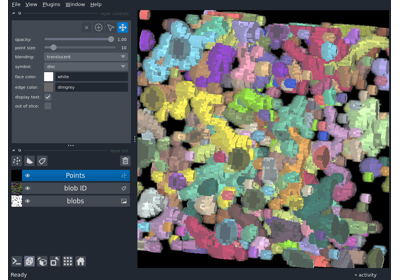 File View Plugins Window Help
opacity: 1.00
point size: 10
blending: translucent
symbol: disc
face color: white
edge color: dimgrey
display text:
out of slice:
Points
blob ID
blobs
Ready
activity